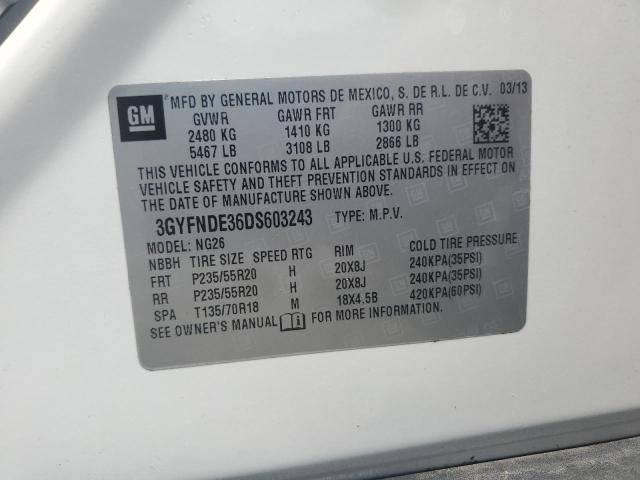 GM
MFD BY GENERAL MOTORS DE MEXICO, S. DE R.L. DE C.V. 03/13
GVWR GAWR FRT GAWR RR
2480 KG 1410 KG 1300 KG
5467 LB 3108 LB 2866 LB
THIS VEHICLE CONFORMS TO ALL APPLICABLE U.S. FEDERAL MOTOR
VEHICLE SAFETY AND THEFT PREVENTION STANDARDS IN EFFECT ON
THE DATE OF MANUFACTURE SHOWN ABOVE.
3GYFNDE36DS603243 TYPE: M.P.V.
MODEL: NG26
NBBH TIRE SIZE SPEED RTG RIM COLD TIRE PRESSURE
FRT P235/55R20 H 20X8J 240KPA(35PSI)
RR P235/55R20 H 20X8J 240KPA(35PSI)
SPA T135/70R18 M 18X4.5B 420KPA(60PSI)
SEE OWNER'S MANUAL FOR MORE INFORMATION.